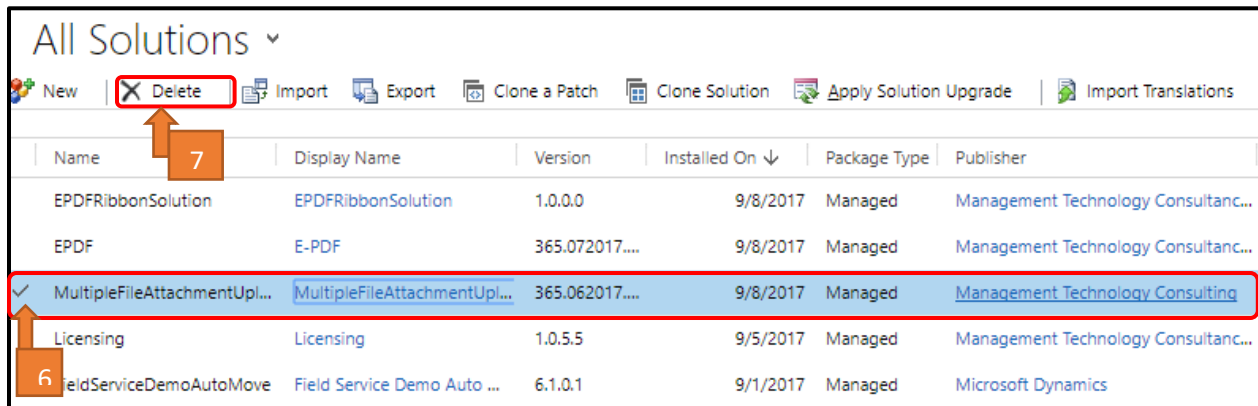 All Solutions
New Delete Import Export Clone a Patch Clone Solution Apply Solution Upgrade Import Translations
7
Name Display Name Version Installed On Package Type Publisher
EPDFRibbonSolution EPDFRibbonSolution 1.0.0.0 9/8/2017 Managed Management Technology Consultanc...
EPDF E-PDF 365.072017.... 9/8/2017 Managed Management Technology Consultanc...
MultipleFileAttachmentUpl... MultipleFileAttachmentUpl... 365.062017.... 9/8/2017 Managed Management Technology Consulting
Licensing Licensing 1.0.5.5 9/5/2017 Managed Management Technology Consultanc...
6
ieldServiceDemoAutoMove Field Service Demo Auto ... 6.1.0.1 9/1/2017 Managed Microsoft Dynamics